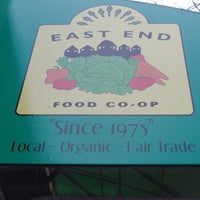 EAST END
FOOD CO-OP
"Since 1975"
Local - Organic - Fair Trade